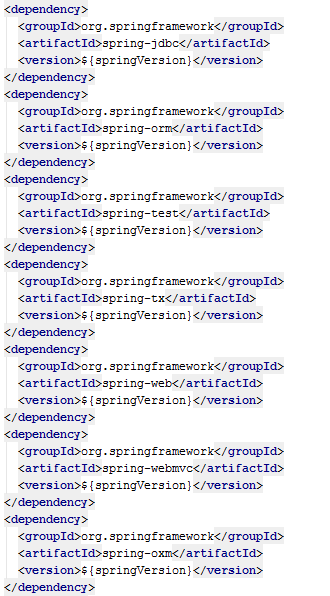 <dependency>
<groupId>org.springframework</groupId>
<artifactId>spring-jdbc</artifactId>
<version>${springVersion}</version>
</dependency>
<dependency>
<groupId>org.springframework</groupId>
<artifactId>spring-orm</artifactId>
<version>${springVersion}</version>
</dependency>
<dependency>
<groupId>org.springframework</groupId>
<artifactId>spring-test</artifactId>
<version>${springVersion}</version>
</dependency>
<dependency>
<groupId>org.springframework</groupId>
<artifactId>spring-tx</artifactId>
<version>${springVersion}</version>
</dependency>
<dependency>
<groupId>org.springframework</groupId>
<artifactId>spring-web</artifactId>
<version>${springVersion}</version>
</dependency>
<dependency>
<groupId>org.springframework</groupId>
<artifactId>spring-webmvc</artifactId>
<version>${springVersion}</version>
</dependency>
<dependency>
<groupId>org.springframework</groupId>
<artifactId>spring-oxm</artifactId>
<version>${springVersion}</version>
</dependency>